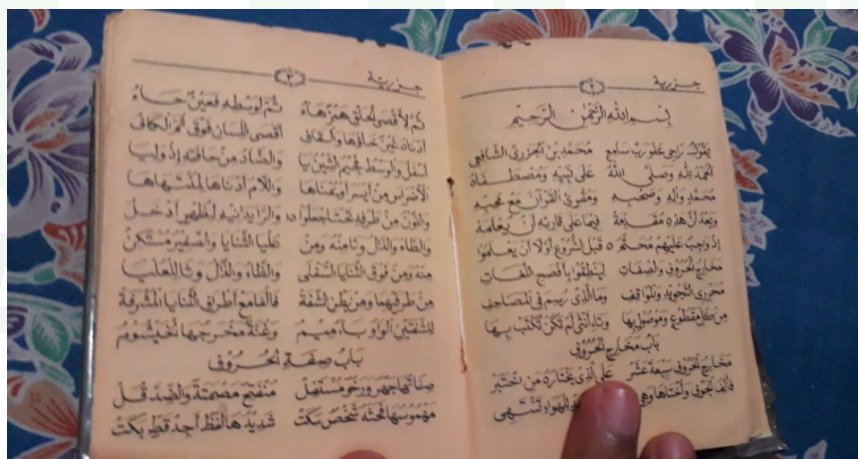 جزرية
٢
بسم الله الرحمن الرحيم
يقول راجي عفو رب سامع محمد بن الجزري الشافعي
الحمد لله وصلى الله على نبيه ومصطفاه
محمد وآله وصحبه ومقرئ القرآن مع محبه
وبعد إن هذه مقدمة فيما على قارئه أن يعلمه
إذ واجب عليهم محتم ٥ قبل الشروع أولا أن يعلموا
مخارج الحروف والصفات لينطقوا بأفصح اللغات
محرري التجويد والمواقف وما الذي رسم في المصاحف
من كل مقطوع وموصول بها وتاء أنثى لم تكن تكتب بها
باب مخارج الحروف
مخارج الحروف سبعة عشر على الذي يختاره من اختبر
فألف الجوف وأختاها وهي للهواء تنتهي
جزرية
٣
ثم لأقصى الحلق همز هاء ثم لوسطه فعين حاء
أدناه غين خاؤها والقاف أقصى اللسان فوق ثم الكاف
أسفل والوسط فجيم الشين يا والضاد من حافته إذ وليا
الأضراس من أيسر أو يمناها واللام أدناها لمنتهاها
والنون من طرفه تحت اجعلوا ١٥ والرا يدانيه لظهر أدخل
والطاء والدال وتا منه ومن عليا الثنايا والصفير مستكن
منه ومن فوق الثنايا السفلى والظاء والذال وثا للعليا
من طرفيهما ومن بطن الشفة فالفا مع اطراف الثنايا المشرفة
للشفتين الواو باء ميم وغنة مخرجها الخيشوم
باب صفة الحروف
صفاتها جهر ورخو مستفل منفتح مصمتة والضد قل
مهموسها فحثه شخص سكت شديدها لفظ أجد قط بكت